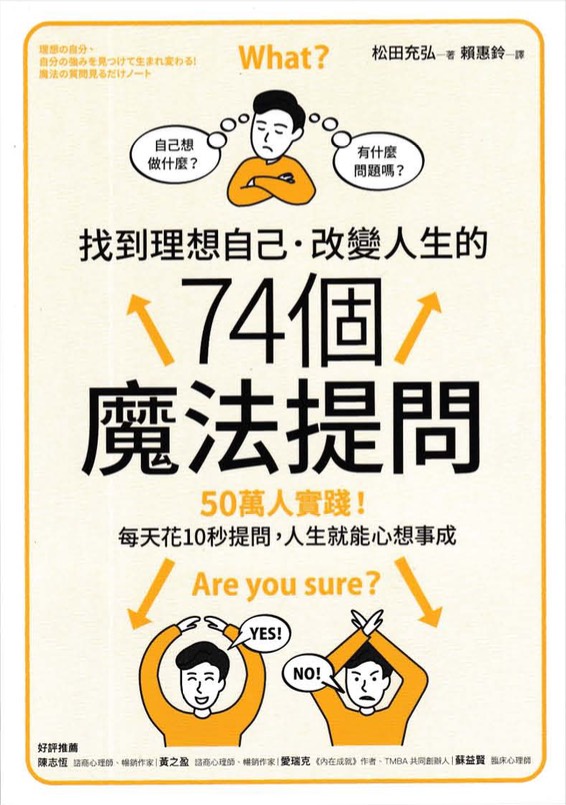 理想の自分、
自分の強みを見つけて生まれ変わる!
魔法の質問見るだけノート
What?
松田充弘—著 賴惠鈴—譯
自己想
做什麼?
有什麼
問題嗎?
找到理想自己·改變人生的
74個
魔法提問
50萬人實踐!
每天花10秒提問,人生就能心想事成
Are you sure?
YES!
NO!
好評推薦
陳志恆 諮商心理師、暢銷作家|黃之盈 諮商心理師、暢銷作家|愛瑞克《內在成就》作者、TMBA 共同創辦人|蘇益賢 臨床心理師